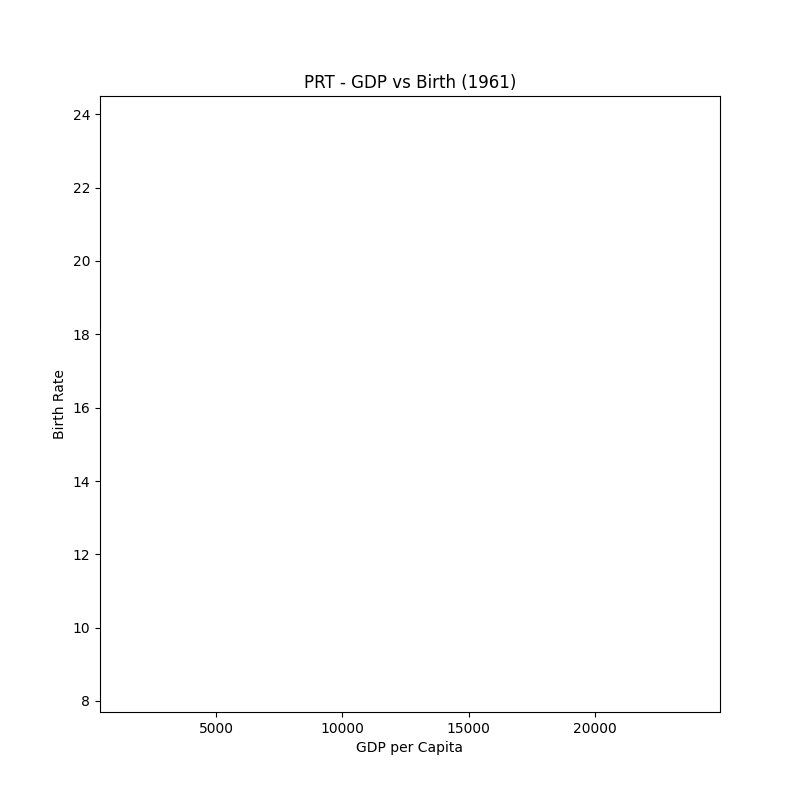 PRT - GDP vs Birth (1961)
24
22
20
18
16
14
12
10
8
Birth Rate
5000 10000 15000 20000
GDP per Capita